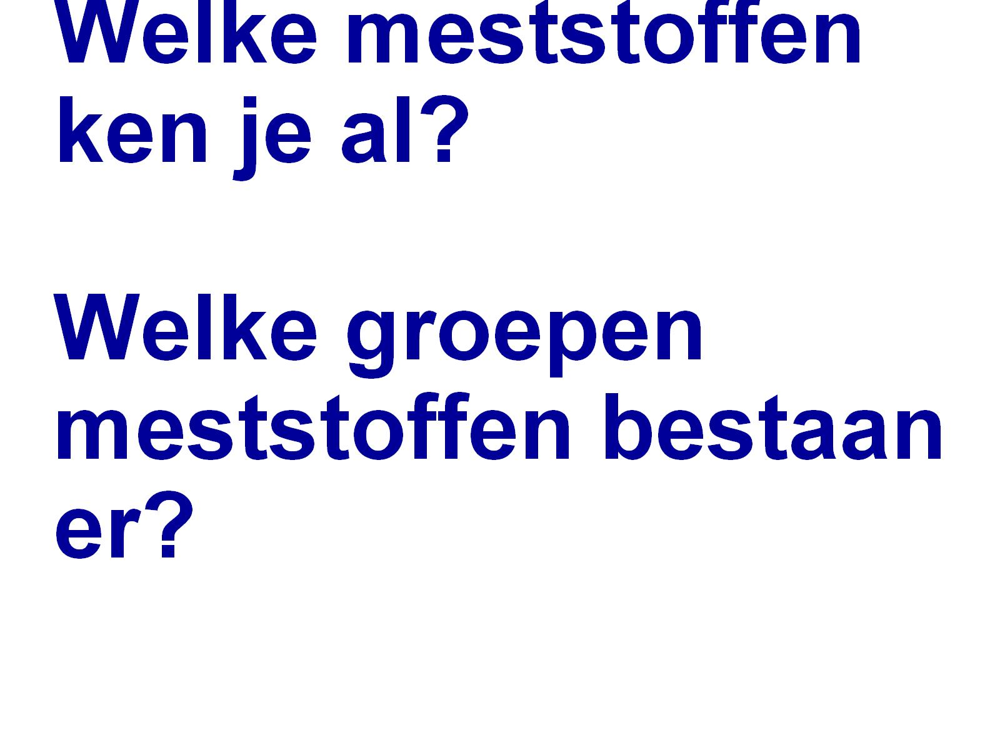 Welke meststoffen
ken je al?
Welke groepen
meststoffen bestaan
er?